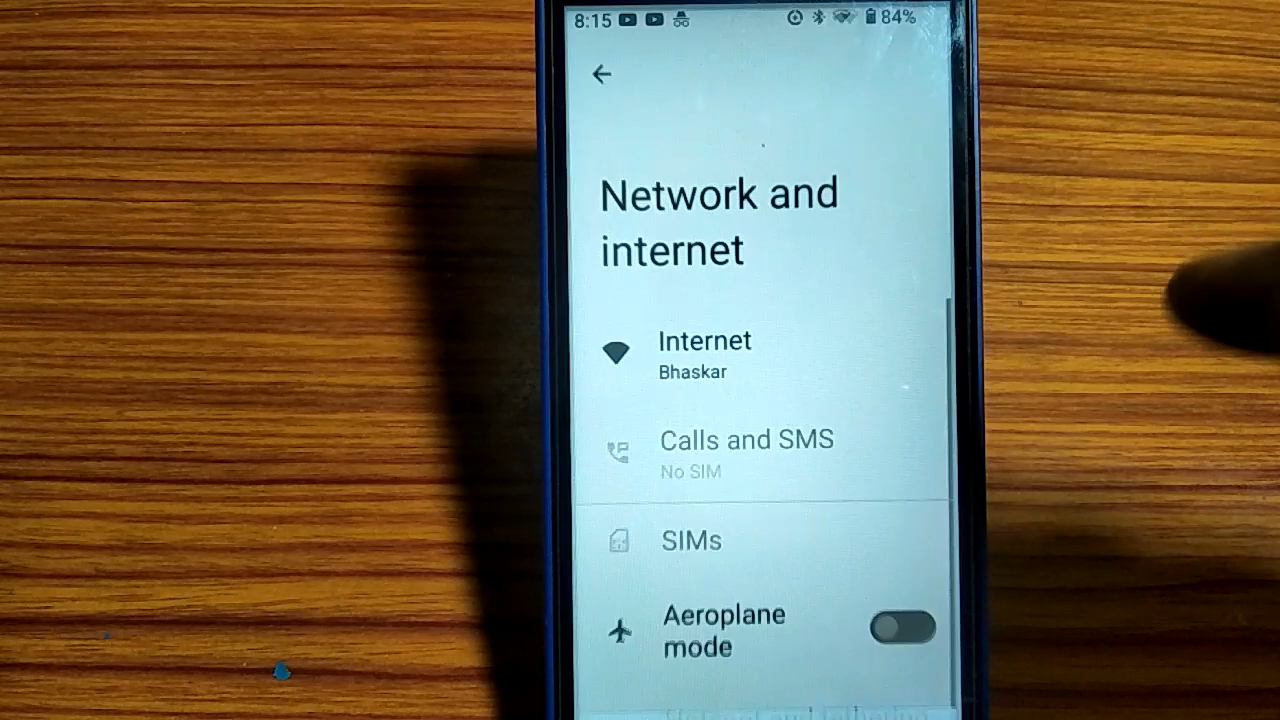 8:15 84%
Network and
internet
Internet
Bhaskar
Calls and SMS
No SIM
SIMs
Aeroplane
mode